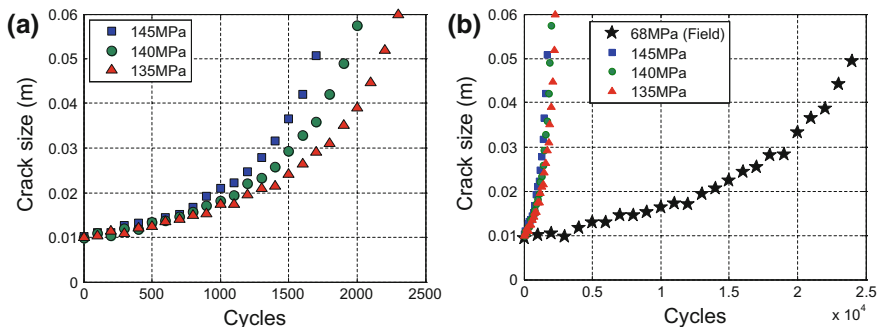 (a)
145MPa
140MPa
135MPa
Crack size (m)
0.06
0.05
0.04
0.03
0.02
0.01
0
0 500 1000 1500 2000 2500
Cycles
(b)
68MPa (Field)
145MPa
140MPa
135MPa
Crack size (m)
0.06
0.05
0.04
0.03
0.02
0.01
0
0 0.5 1 1.5 2 2.5
x 10⁴
Cycles